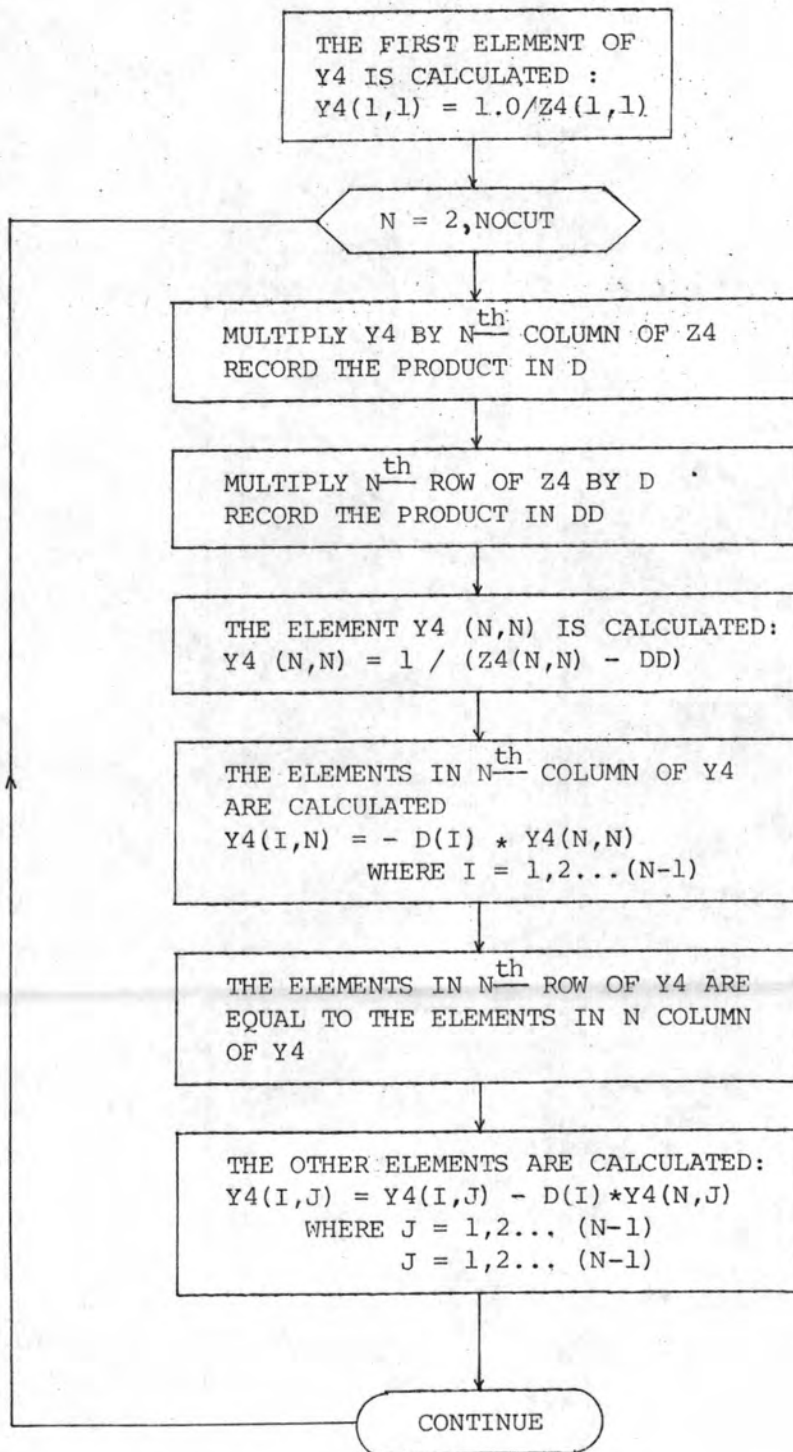 THE FIRST ELEMENT OF
Y4 IS CALCULATED :
Y4(1,1) = 1.0/Z4(1,1)
N = 2,NOCUT
MULTIPLY Y4 BY Nth COLUMN OF Z4
RECORD THE PRODUCT IN D
MULTIPLY Nth ROW OF Z4 BY D
RECORD THE PRODUCT IN DD
THE ELEMENT Y4 (N,N) IS CALCULATED:
Y4 (N,N) = 1 / (Z4(N,N) - DD)
THE ELEMENTS IN Nth COLUMN OF Y4
ARE CALCULATED
Y4(I,N) = - D(I) * Y4(N,N)
WHERE I = 1,2...(N-1)
THE ELEMENTS IN Nth ROW OF Y4 ARE
EQUAL TO THE ELEMENTS IN N COLUMN
OF Y4
THE OTHER ELEMENTS ARE CALCULATED:
Y4(I,J) = Y4(I,J) - D(I)*Y4(N,J)
WHERE J = 1,2... (N-1)
J = 1,2... (N-1)
CONTINUE